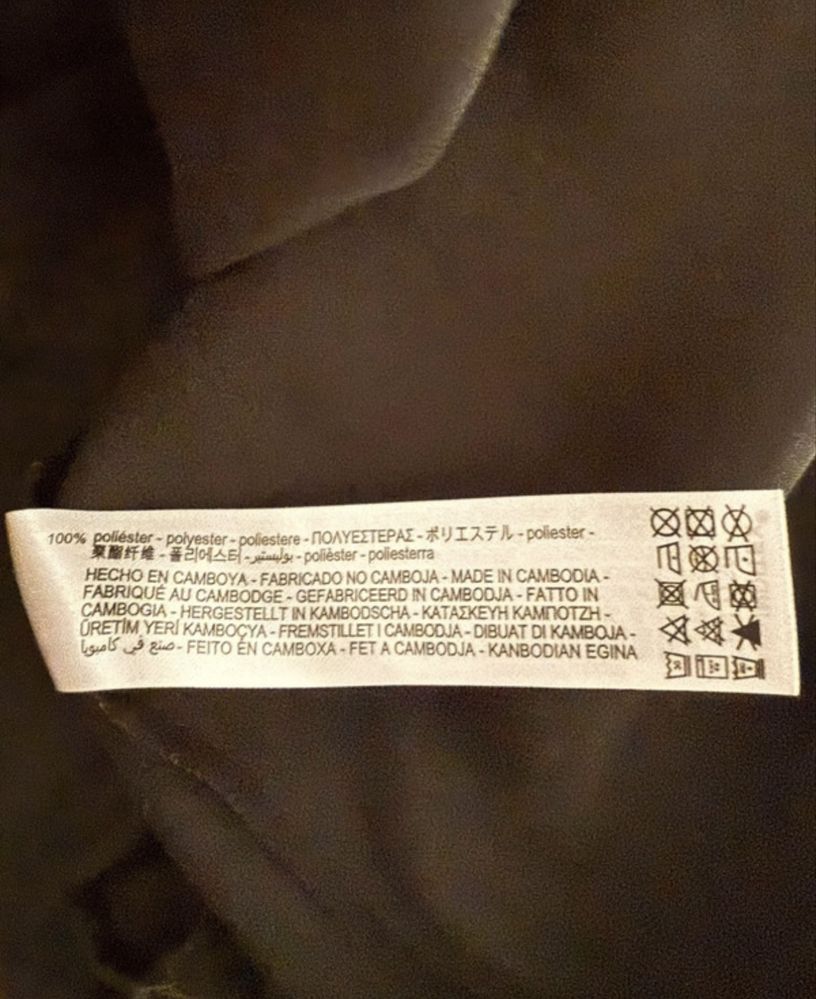 100% poliéster - polyester - poliestere - ΠΟΛΥΕΣΤΕΡΑΣ - ポリエステル - poliester -
聚酯纤维 - 폴리에스터 - بوليستير - polièster - poliesterra
HECHO EN CAMBOYA - FABRICADO NO CAMBOJA - MADE IN CAMBODIA -
FABRIQUÉ AU CAMBODGE - GEFABRICEERD IN CAMBODJA - FATTO IN
CAMBOGIA - HERGESTELLT IN KAMBODSCHA - ΚΑΤΑΣΚΕΥΗ ΚΑΜΠΟΤΖΗ -
ÜRETİM YERİ KAMBOÇYA - FREMSTILLET I CAMBODJA - DIBUAT DI KAMBOJA -
صنع في كامبوديا - FEITO EN CAMBOXA - FET A CAMBODJA - KANBODIAN EGINA